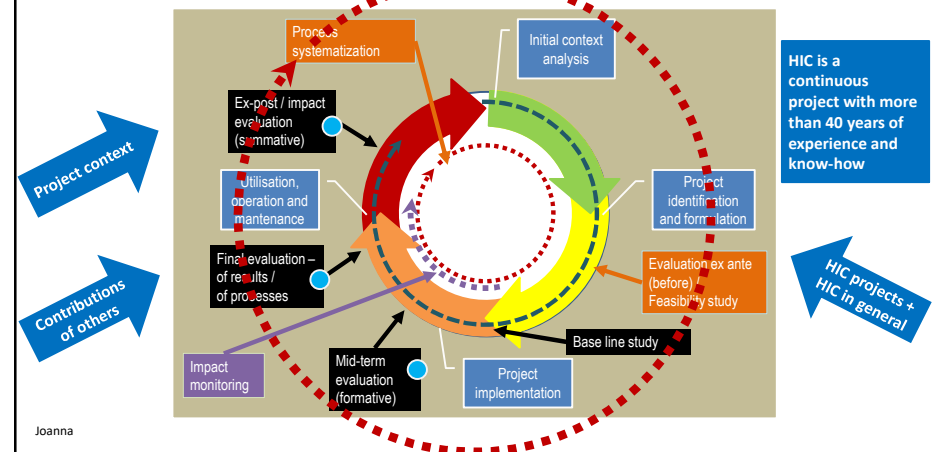 Process
systematization
Initial context
analysis
HIC is a
continuous
project with more
than 40 years of
experience and
know-how
Ex-post / impact
evaluation
(summative)
Project context
Utilisation,
operation and
mantenance
Project
identification
and formulation
Final evaluation –
of results /
of processes
Evaluation ex ante
(before) /
Feasibility study
HIC projects +
HIC in general
Contributions
of others
Base line study
Impact
monitoring
Mid-term
evaluation
(formative)
Project
implementation
Joanna